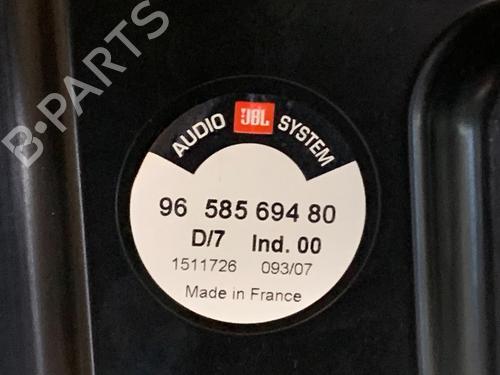 B-PARTS
AUDIO JBL SYSTEM
96 585 694 80
D/7 Ind. 00
1511726 093/07
Made in France